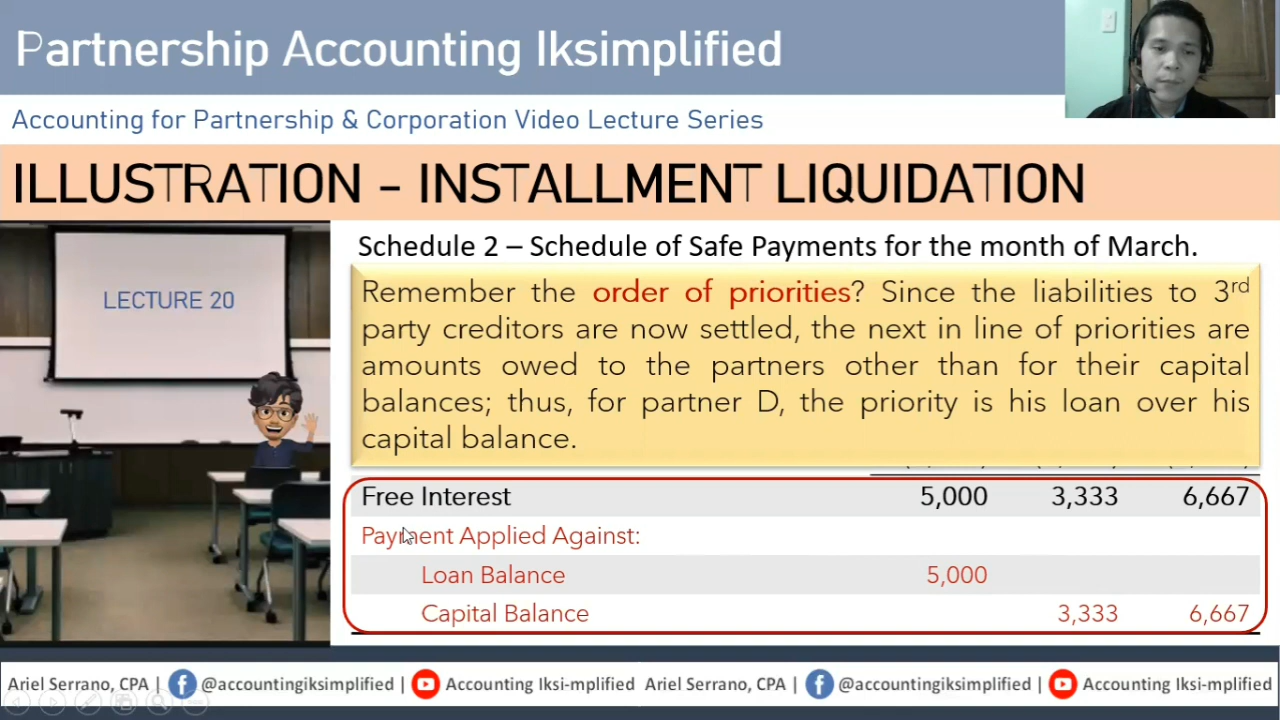 Partnership Accounting Iksimplified
Accounting for Partnership & Corporation Video Lecture Series
ILLUSTRATION – INSTALLMENT LIQUIDATION
LECTURE 20
Schedule 2 – Schedule of Safe Payments for the month of March.
Remember the order of priorities? Since the liabilities to 3rd
party creditors are now settled, the next in line of priorities are
amounts owed to the partners other than for their capital
balances; thus, for partner D, the priority is his loan over his
capital balance.
Free Interest 5,000 3,333 6,667
Payment Applied Against:
Loan Balance 5,000
Capital Balance 3,333 6,667
Ariel Serrano, CPA | @accountingiksimplified | Accounting Iksi-mplified Ariel Serrano, CPA | @accountingiksimplified | Accounting Iksi-mplified